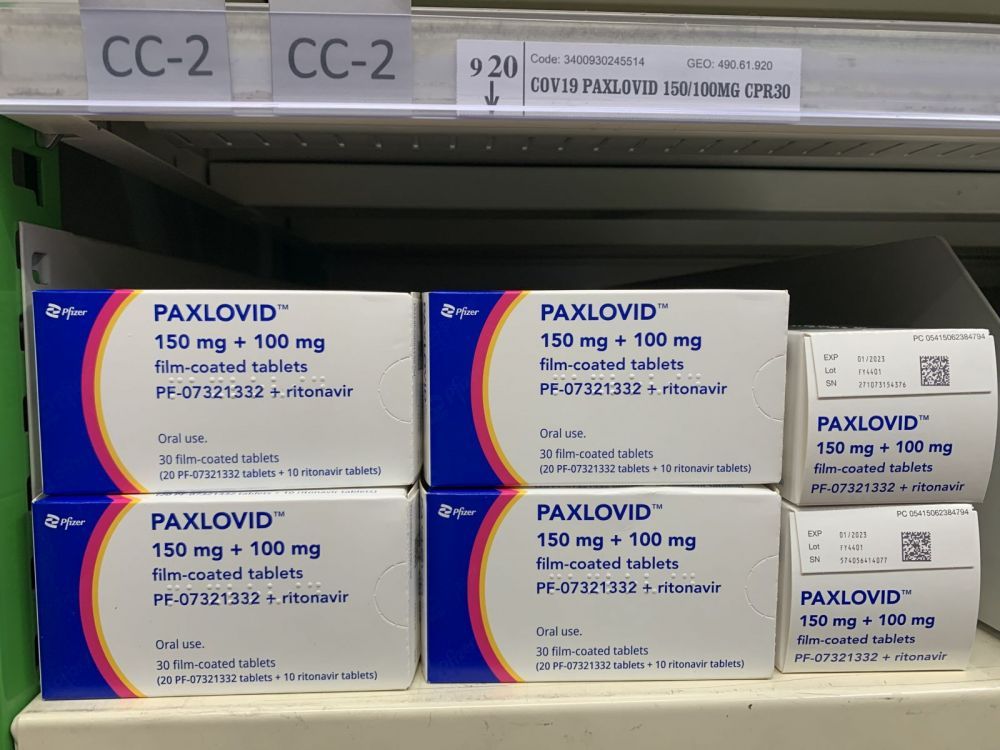 CC-2
CC-2
920
Code: 3400930245514
GEO: 490.61.920
COV19 PAXLOVID 150/100MG CPR30
Pfizer
PAXLOVID™
150 mg + 100 mg
film-coated tablets
PF-07321332 + ritonavir
Oral use.
30 film-coated tablets
(20 PF-07321332 tablets + 10 ritonavir tablets)
Pfizer
PAXLOVID™
150 mg + 100 mg
film-coated tablets
PF-07321332 + ritonavir
Oral use.
30 film-coated tablets
(20 PF-07321332 tablets + 10 ritonavir tablets)
PC 05415062384794
EXP 01/2023
Lot FY4401
SN 271073154376
PAXLOVID™
150 mg + 100 mg
film-coated tablets
PF-07321332 + ritonavir
Pfizer
PAXLOVID™
150 mg + 100 mg
film-coated tablets
PF-07321332 + ritonavir
Oral use.
30 film-coated tablets
(20 PF-07321332 tablets + 10 ritonavir tablets)
Pfizer
PAXLOVID™
150 mg + 100 mg
film-coated tablets
PF-07321332 + ritonavir
Oral use.
30 film-coated tablets
(20 PF-07321332 tablets + 10 ritonavir tablets)
PC 05415062384794
EXP 01/2023
Lot FY4401
SN 574056414077
PAXLOVID™
150 mg + 100 mg
film-coated tablets
PF-07321332 + ritonavir